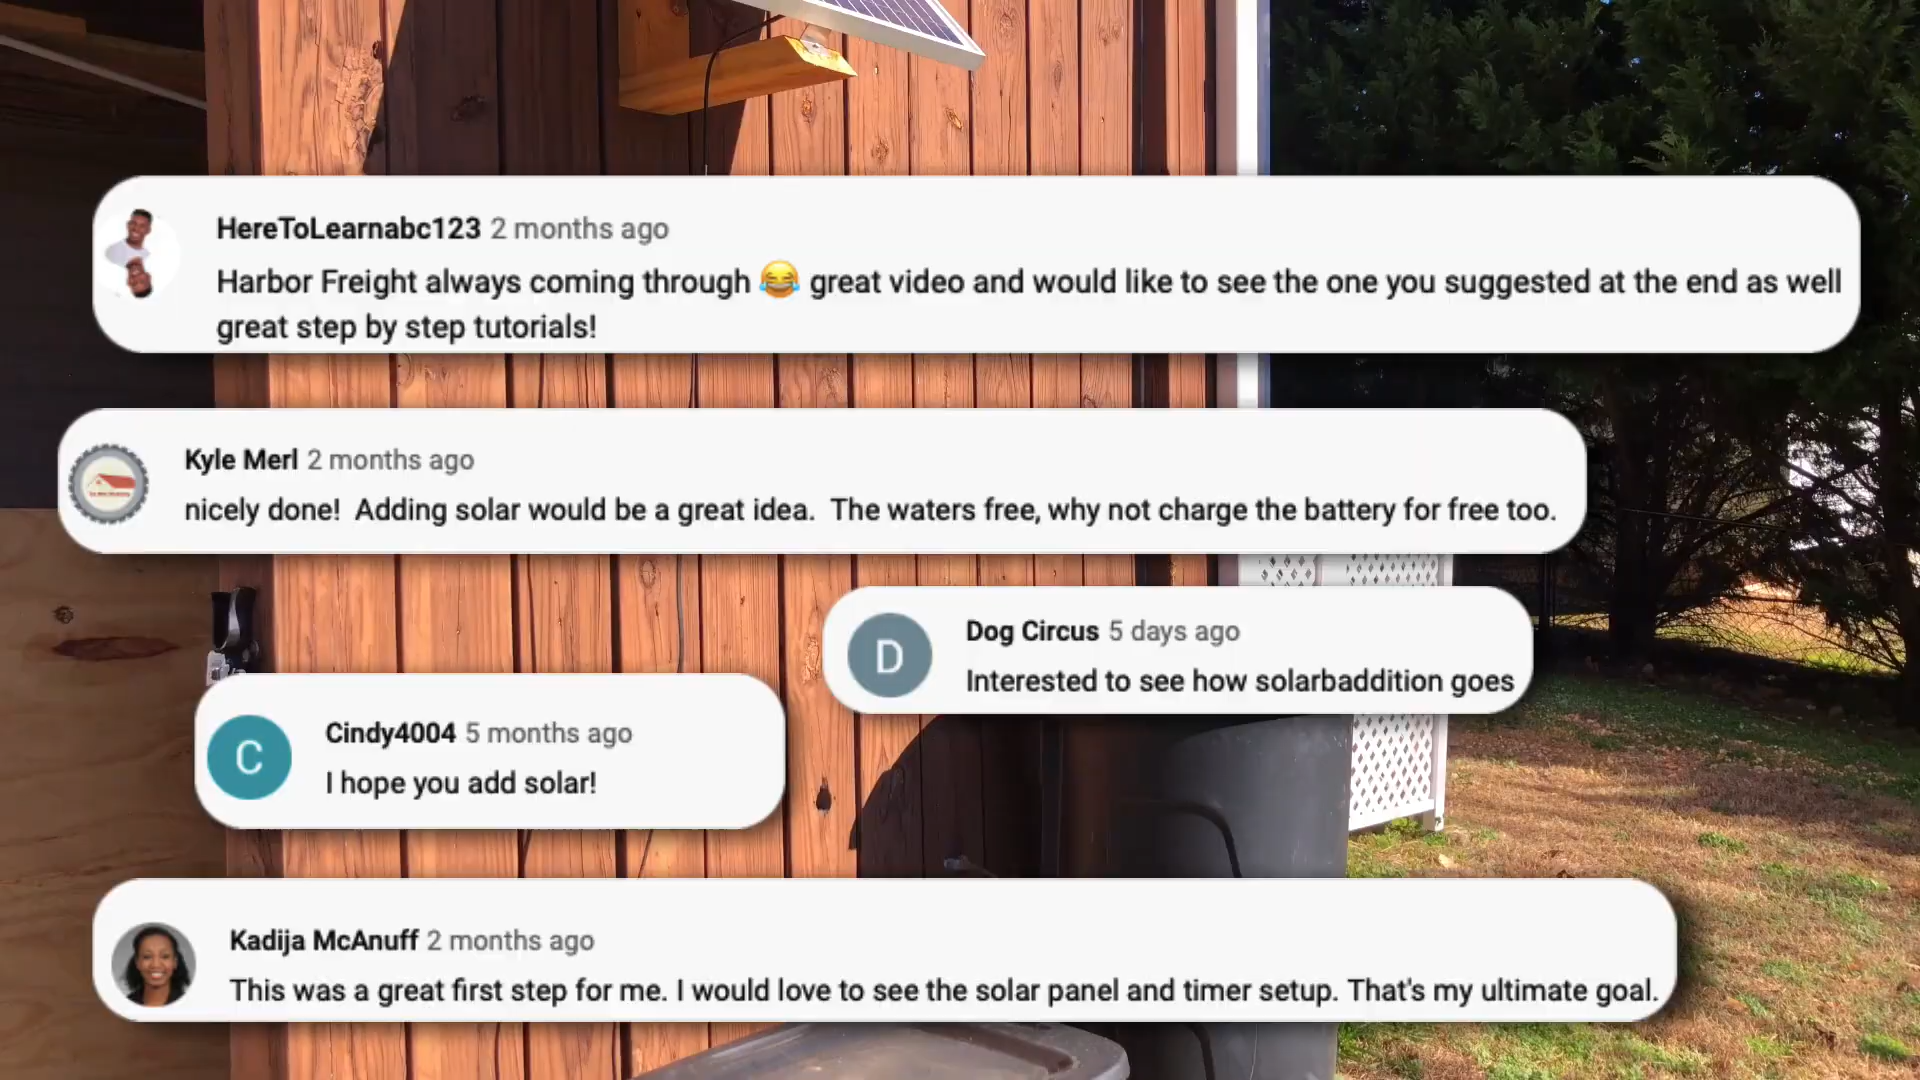 HereToLearnabc123 2 months ago
Harbor Freight always coming through 😂 great video and would like to see the one you suggested at the end as well
great step by step tutorials!
Kyle Merl 2 months ago
nicely done!  Adding solar would be a great idea.  The waters free, why not charge the battery for free too.
D
Dog Circus 5 days ago
Interested to see how solarbaddition goes
C
Cindy4004 5 months ago
I hope you add solar!
Kadija McAnuff 2 months ago
This was a great first step for me. I would love to see the solar panel and timer setup. That's my ultimate goal.